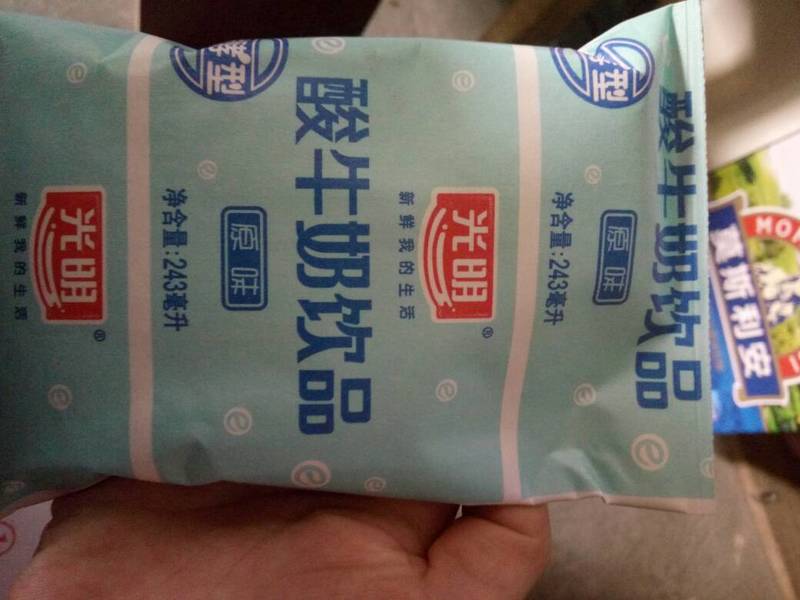 型
酸牛奶饮品
原味
净含量:243毫升
光明®
新鲜我的生活
型
酸牛奶饮品
原味
净含量:243毫升
光明®
新鲜我的生活
莫斯利安